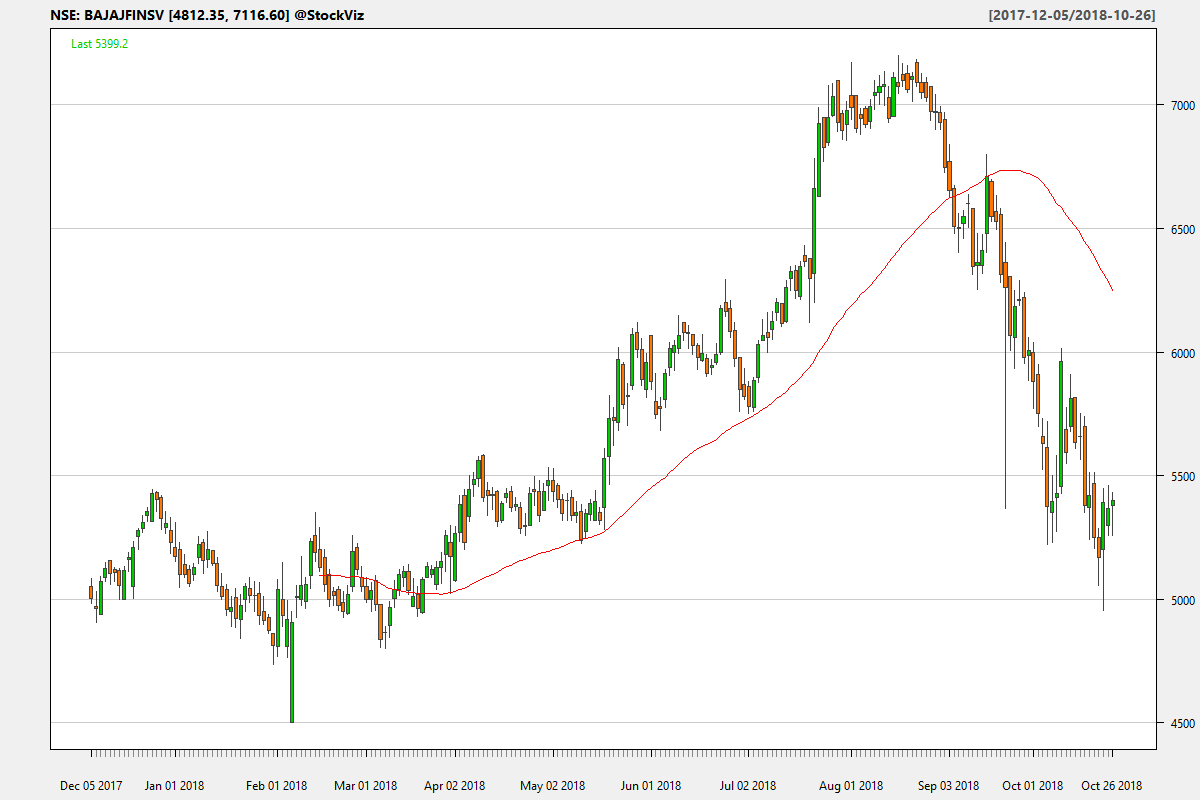 NSE: BAJAJFINSV [4812.35, 7116.60] @StockViz
[2017-12-05/2018-10-26]
Last 5399.2
7000
6500
6000
5500
5000
4500
Dec 05 2017
Jan 01 2018
Feb 01 2018
Mar 01 2018
Apr 02 2018
May 02 2018
Jun 01 2018
Jul 02 2018
Aug 01 2018
Sep 03 2018
Oct 01 2018
Oct 26 2018